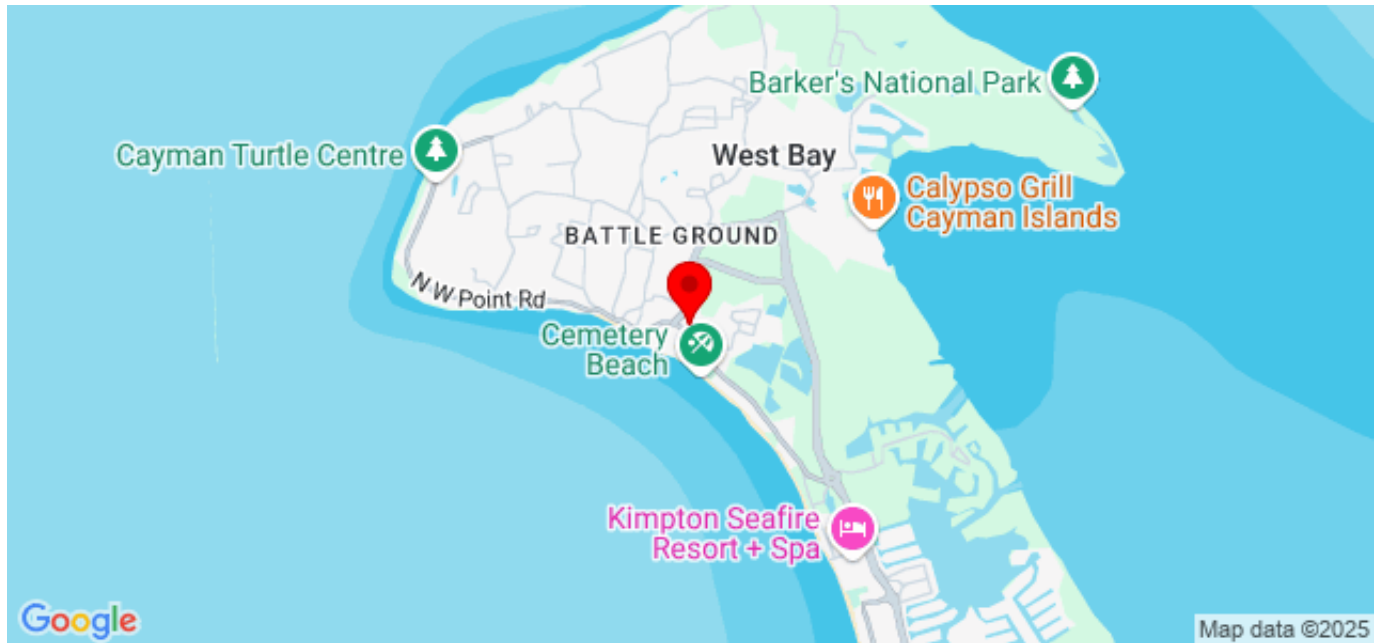 Barker's National Park
Cayman Turtle Centre
West Bay
Calypso Grill
Cayman Islands
BATTLE GROUND
N W Point Rd
Cemetery
Beach
Kimpton Seafire
Resort + Spa
Google
Map data ©2025